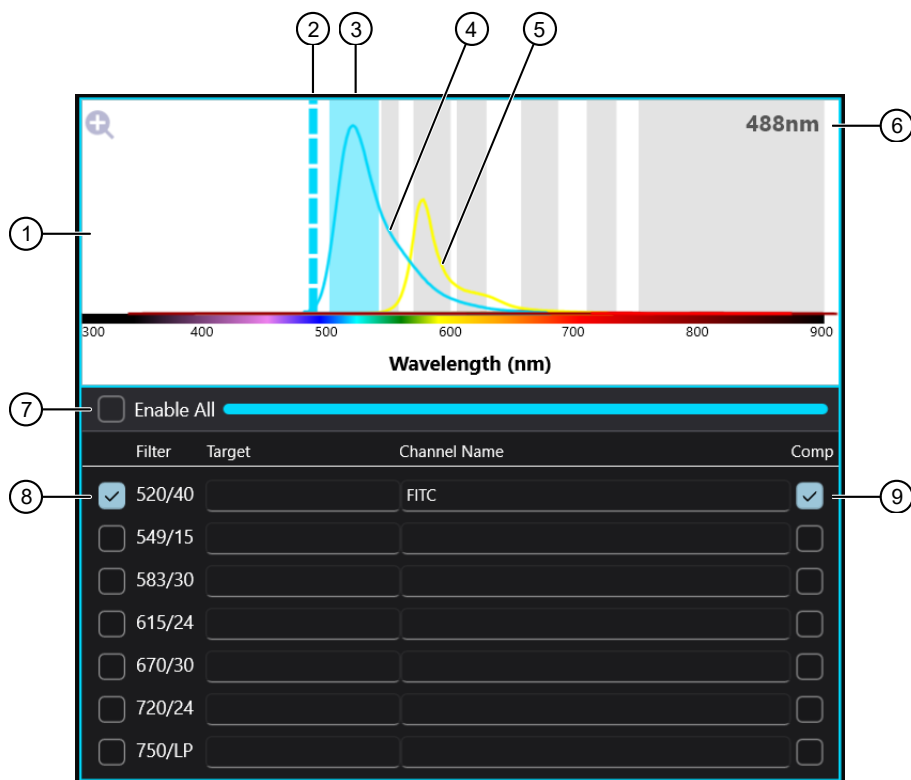 2 3 4 5
488nm 6
1
300 400 500 600 700 800 900
Wavelength (nm)
7 Enable All
Filter Target Channel Name Comp
8 520/40 FITC 9
549/15
583/30
615/24
670/30
720/24
750/LP